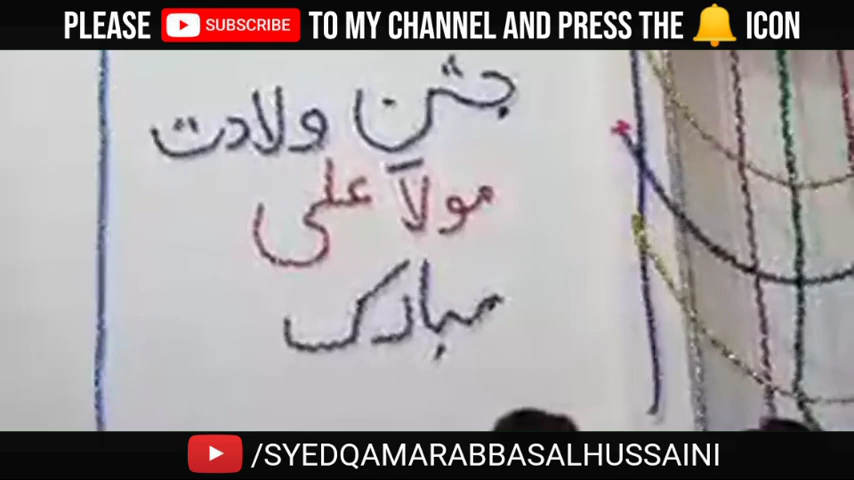 PLEASE SUBSCRIBE TO MY CHANNEL AND PRESS THE ICON
جشن ولادت
مولاَ علی
مبارک
/SYEDQAMARABBASALHUSSAINI